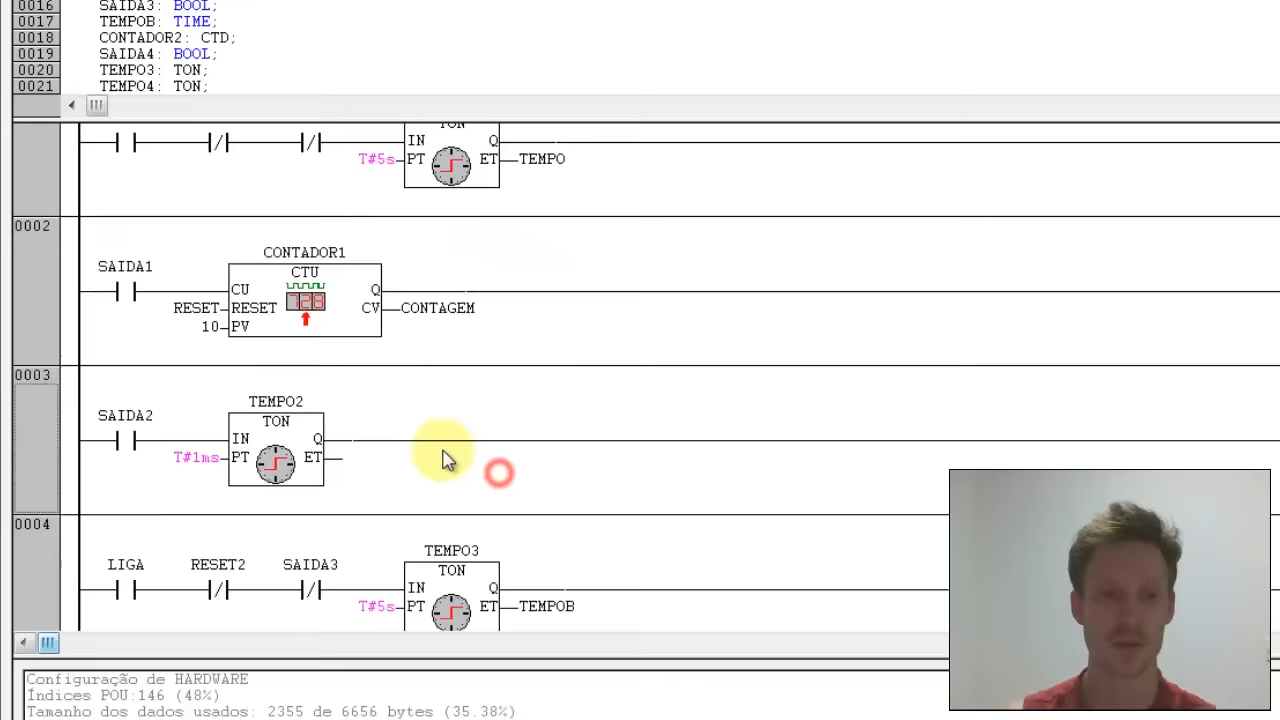 0016 SAIDA3: BOOL;
0017 TEMPOB: TIME;
0018 CONTADOR2: CTD;
0019 SAIDA4: BOOL;
0020 TEMPO3: TON;
0021 TEMPO4: TON;
TON
IN Q
T#5s PT ET TEMPO
0002
CONTADOR1
SAIDA1 CTU
CU Q
RESET RESET CV CONTAGEM
10 PV
0003
TEMPO2
SAIDA2 TON
IN Q
T#1ms PT ET
0004
TEMPO3
LIGA RESET2 SAIDA3 TON
IN Q
T#5s PT ET TEMPOB
Configuração de HARDWARE
Índices POU:146 (48%)
Tamanho dos dados usados: 2355 de 6656 bytes (35.38%)